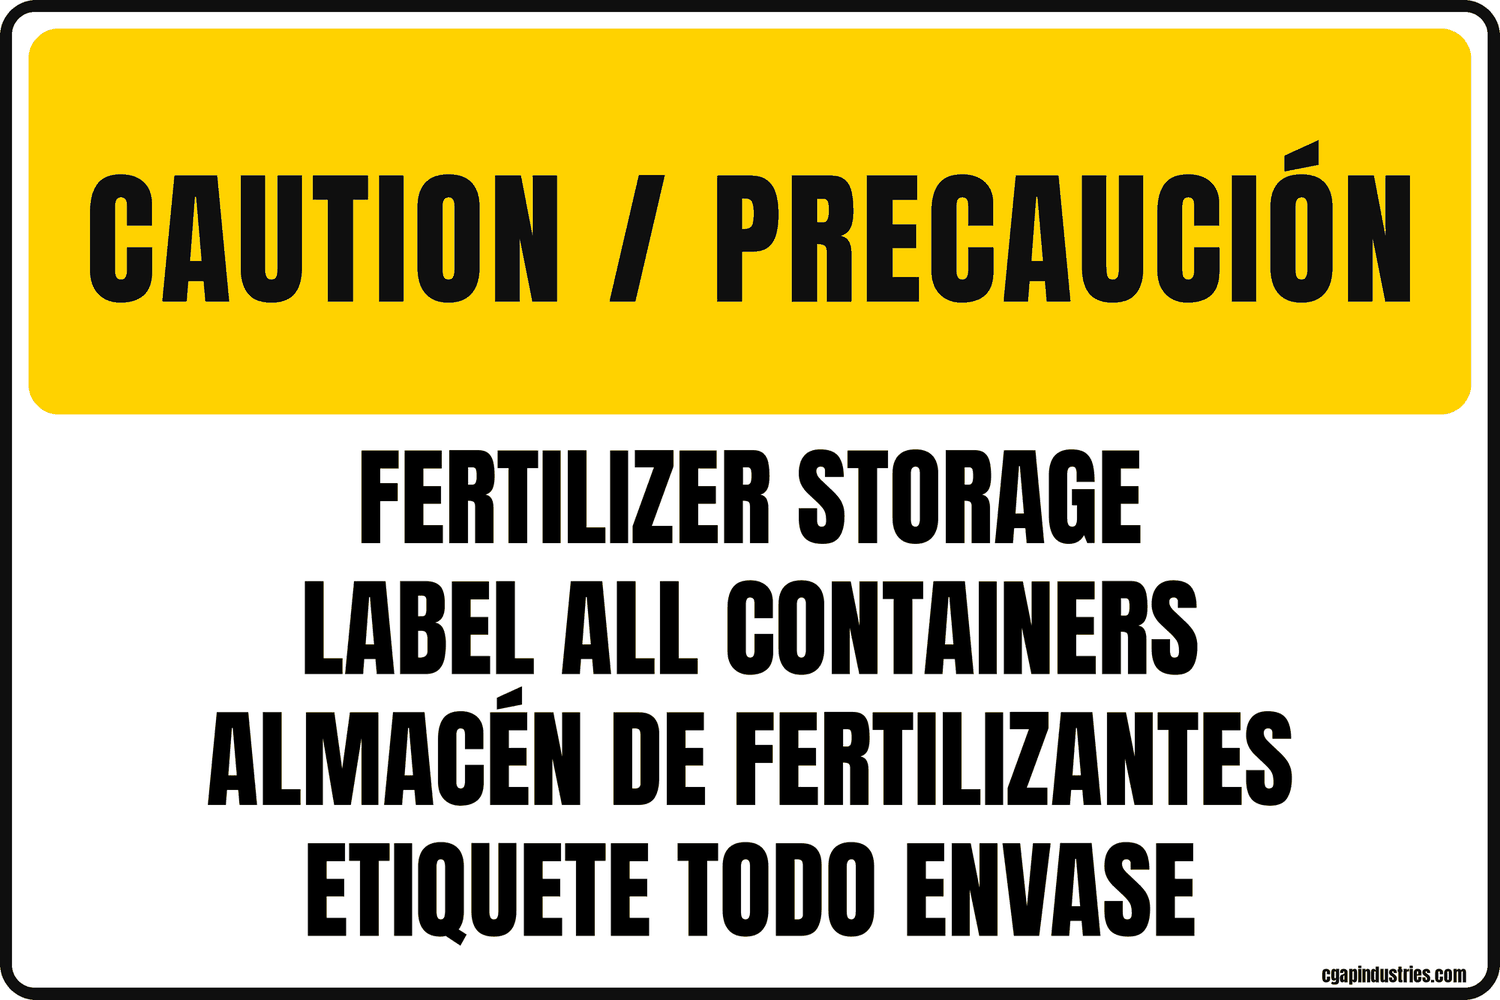 CAUTION / PRECAUCIÓN
FERTILIZER STORAGE
LABEL ALL CONTAINERS
ALMACÉN DE FERTILIZANTES
ETIQUETE TODO ENVASE
cgapindustries.com